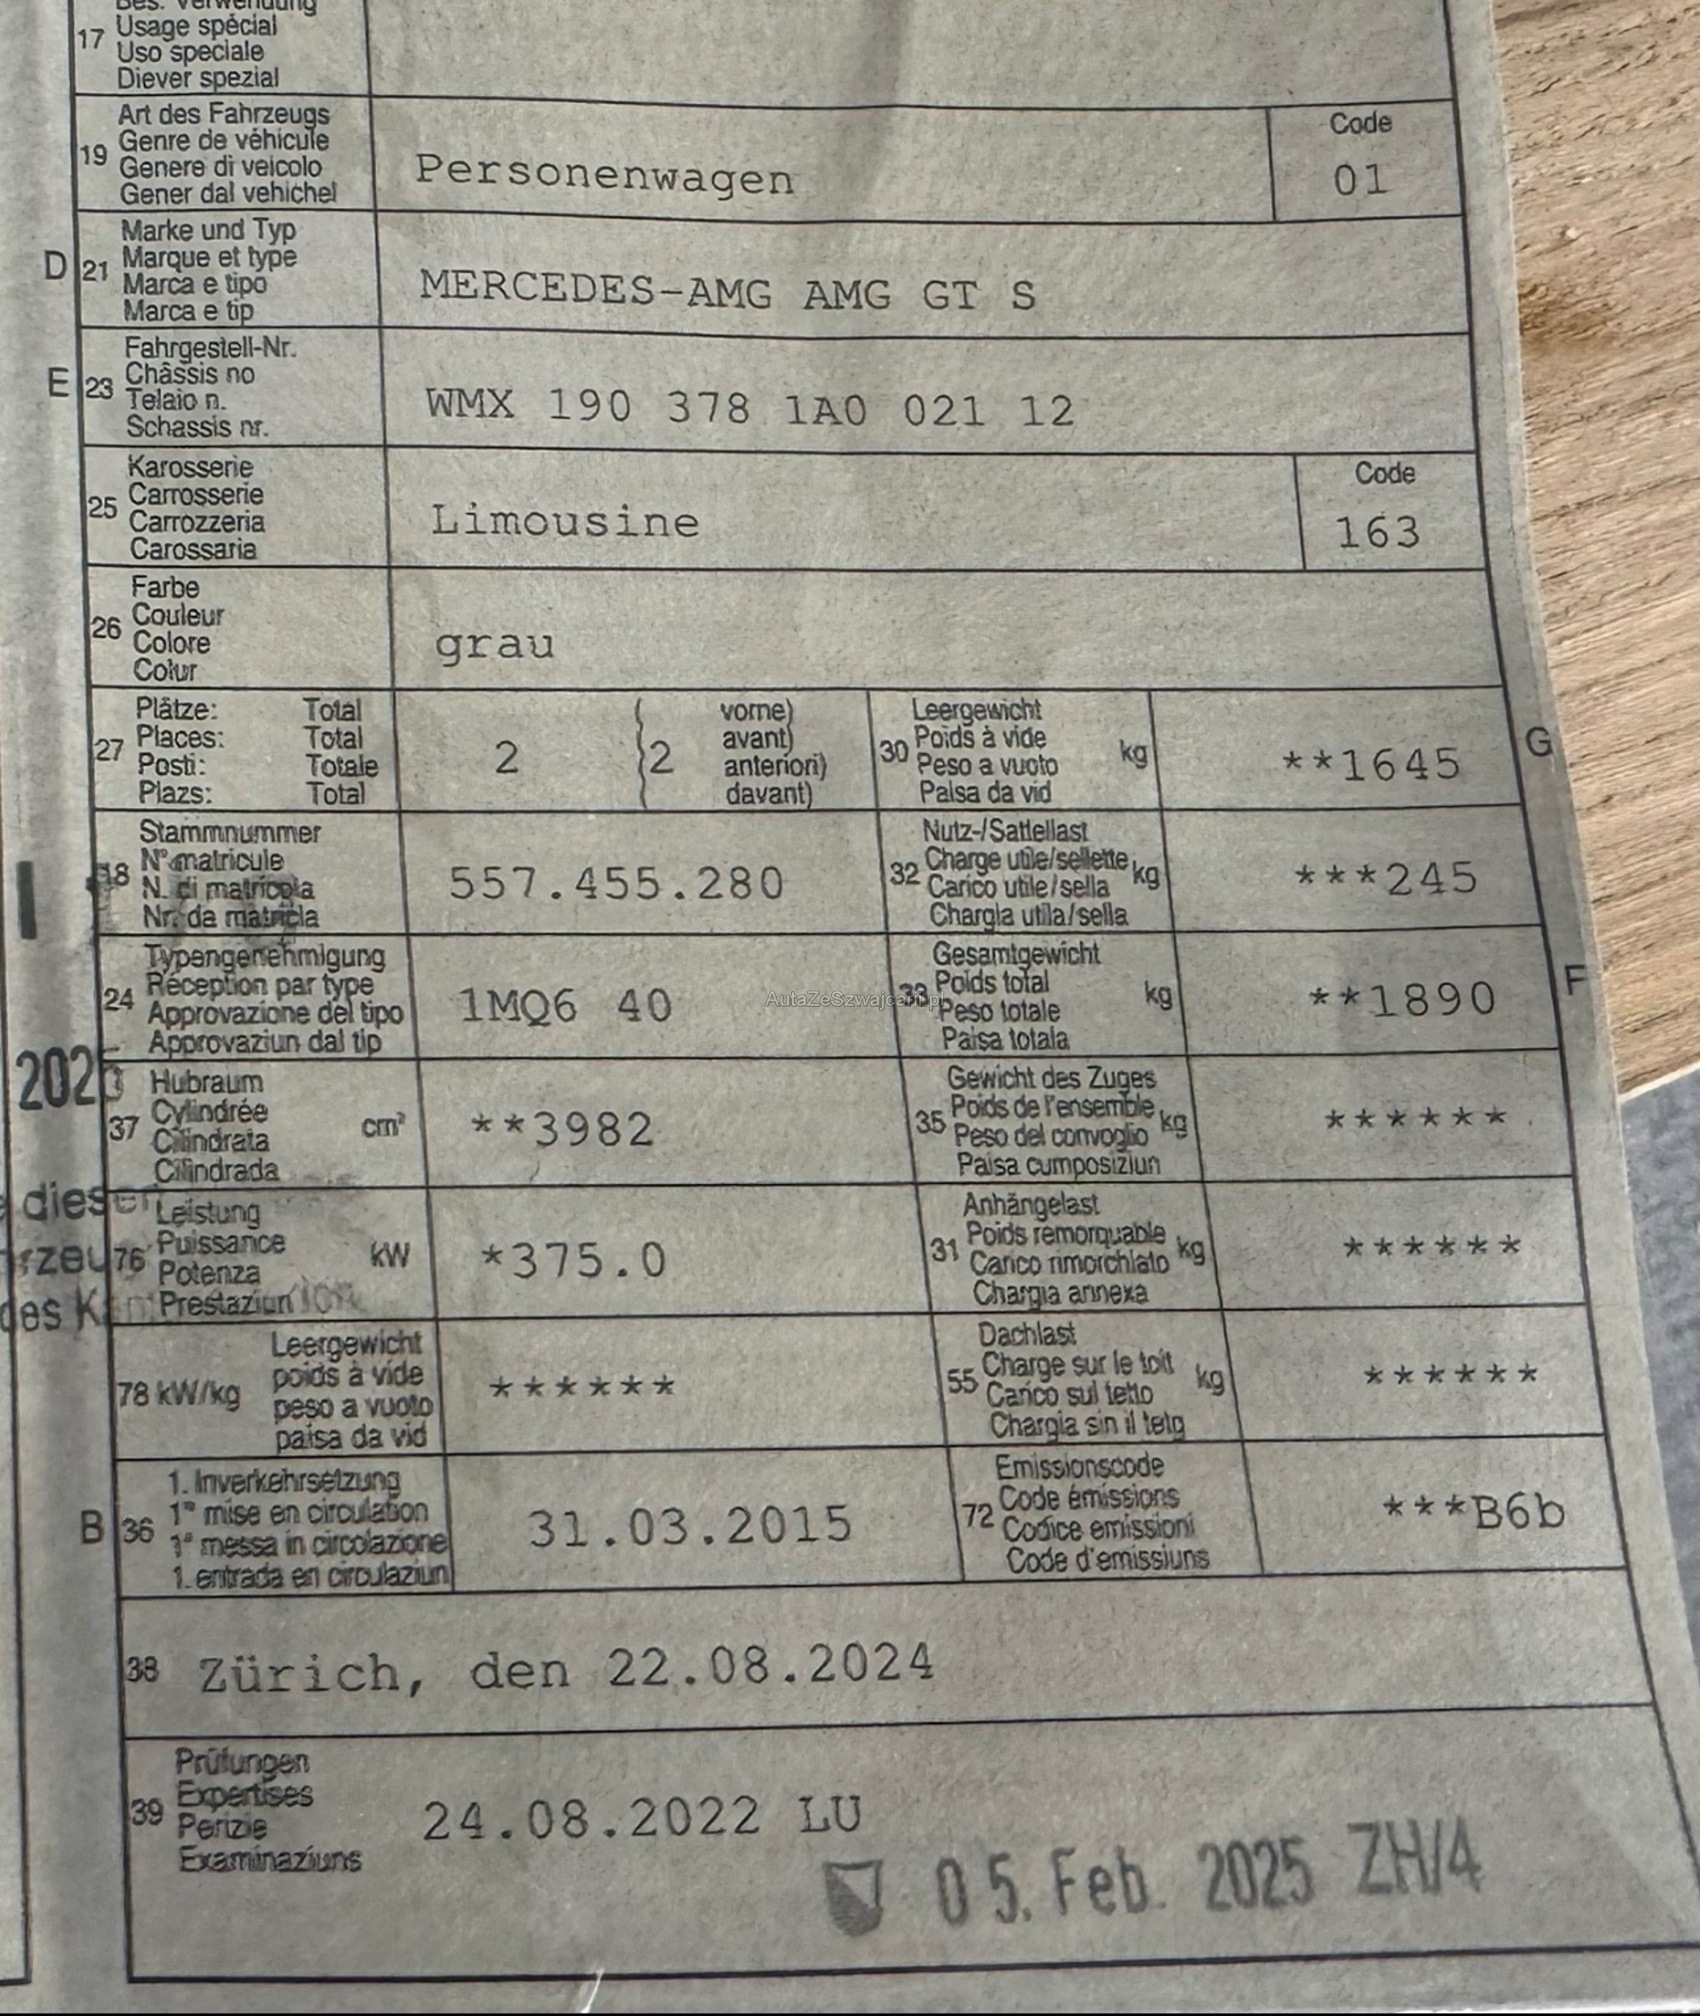 Bes. Verwendung
17 Usage spécial
Uso speciale
Diever spezial
Art des Fahrzeugs
19 Genre de véhicule
Genere di veicolo
Gener dal vehichel
Personenwagen
Code
01
D 21 Marke und Typ
Marque et type
Marca e tipo
Marca e tip
MERCEDES-AMG AMG GT S
E 23 Fahrgestell-Nr.
Châssis no
Telaio n.
Schassis nr.
WMX 190 378 1A0 021 12
25 Karosserie
Carrosserie
Carrozzeria
Carossaria
Limousine
Code
163
26 Farbe
Couleur
Colore
Colur
grau
27 Plätze: Total
Places: Total
Posti: Totale
Plazs: Total
2
2 vorne)
avant)
anteriori)
davant)
30 Leergewicht
Poids à vide kg
Peso a vuoto
Paisa da vid
**1645 G
18 Stammnummer
N° matricule
N. di matricola
Nr. da matricla
557.455.280
32 Nutz-/Sattellast
Charge utile/sellette kg
Carico utile/sella
Chargia utila/sella
***245
24 Typengenehmigung
Réception par type
Approvazione del tipo
Approvaziun dal tip
1MQ6 40
AutaZeSzwajcarii.pl
33 Gesamtgewicht
Poids total kg
Peso totale
Paisa totala
**1890 F
37 Hubraum
Cylindrée cm³
Cilindrata
Cilindrada
**3982
35 Gewicht des Zuges
Poids de l'ensemble kg
Peso del convoglio
Paisa cumposiziun
******
76 Leistung
Puissance kW
Potenza
Prestaziun
*375.0
31 Anhängelast
Poids remorquable kg
Carico rimorchiato
Chargia annexa
******
78 kW/kg Leergewicht
poids à vide
peso a vuoto
paisa da vid
******
55 Dachlast
Charge sur le toit kg
Carico sul tetto
Chargia sin il tetg
******
B 36 1. Inverkehrsetzung
1re mise en circulation
1a messa in circolazione
1. entrada en circulaziun
31.03.2015
72 Emissionscode
Code émissions
Codice emissioni
Code d'emissiuns
***B6b
38 Zürich, den 22.08.2024
39 Prüfungen
Expertises
Perizie
Examinaziuns
24.08.2022 LU
05. Feb. 2025 ZH/4